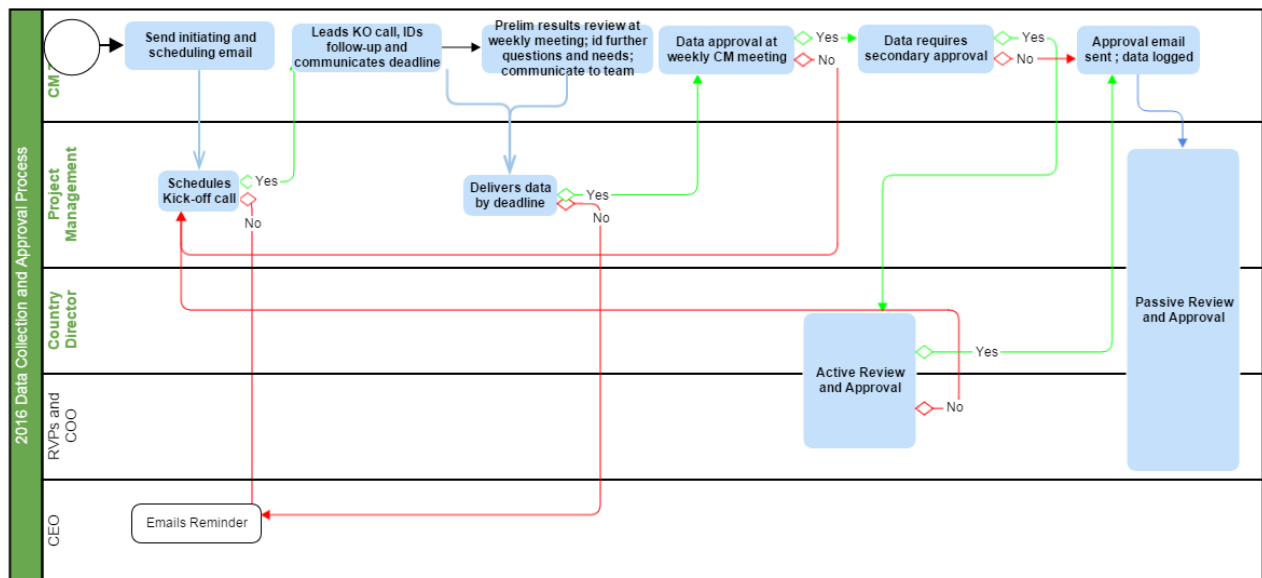 2016 Data Collection and Approval Process
CM
Send initiating and
scheduling email
Leads KO call, IDs
follow-up and
communicates deadline
Prelim results review at
weekly meeting; id further
questions and needs;
communicate to team
Data approval at
weekly CM meeting
Yes
No
Data requires
secondary approval
Yes
No
Approval email
sent ; data logged
Project
Management
Schedules
Kick-off call
Yes
No
Delivers data
by deadline
Yes
No
Country
Director
Passive Review
and Approval
Active Review
and Approval
Yes
No
RVPs and
COO
CEO
Emails Reminder